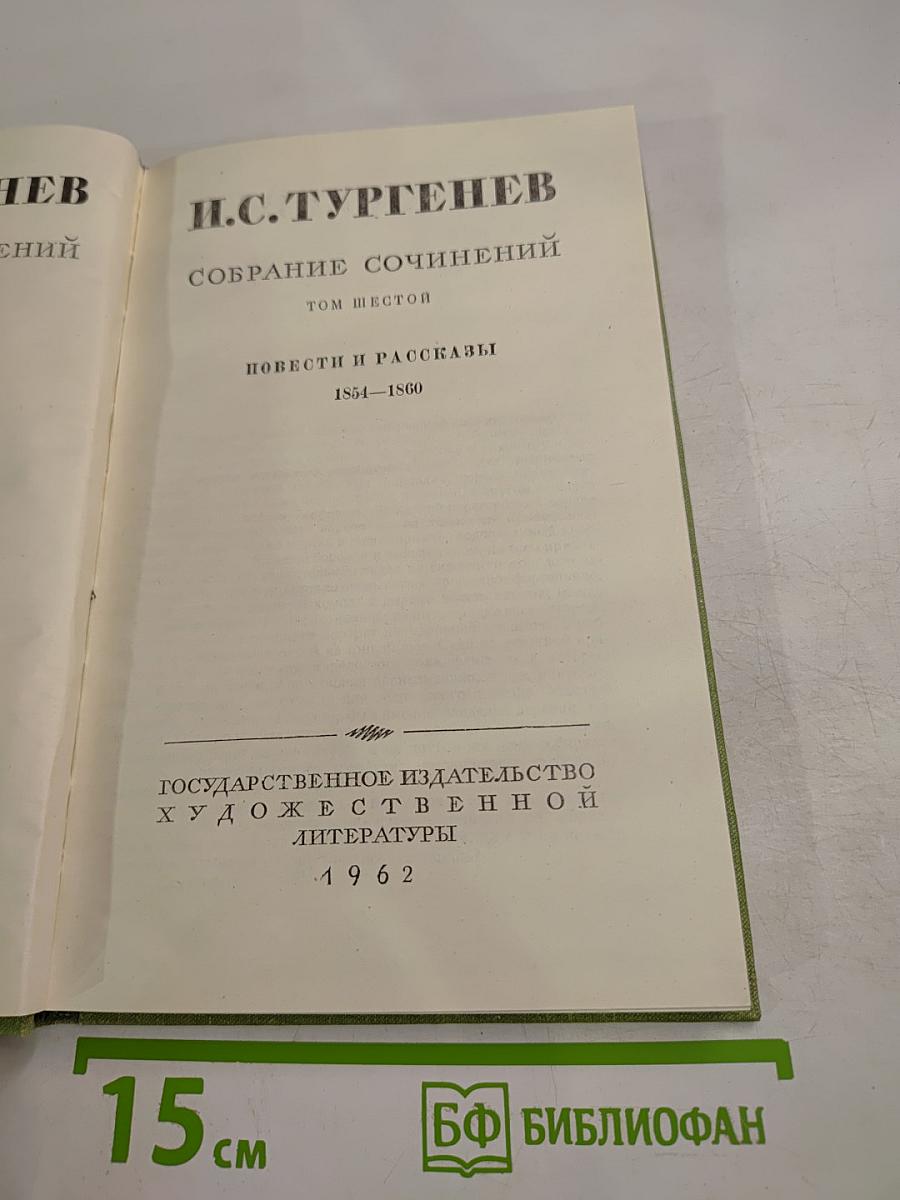 НЕВ
ЕНИЙ
И.С.ТУРГЕНЕВ
СОБРАНИЕ СОЧИНЕНИЙ
ТОМ ШЕСТОЙ
ПОВЕСТИ И РАССКАЗЫ
1854—1860
ГОСУДАРСТВЕННОЕ ИЗДАТЕЛЬСТВО
ХУДОЖЕСТВЕННОЙ
ЛИТЕРАТУРЫ
1962
15 см
БФ БИБЛИОФАН